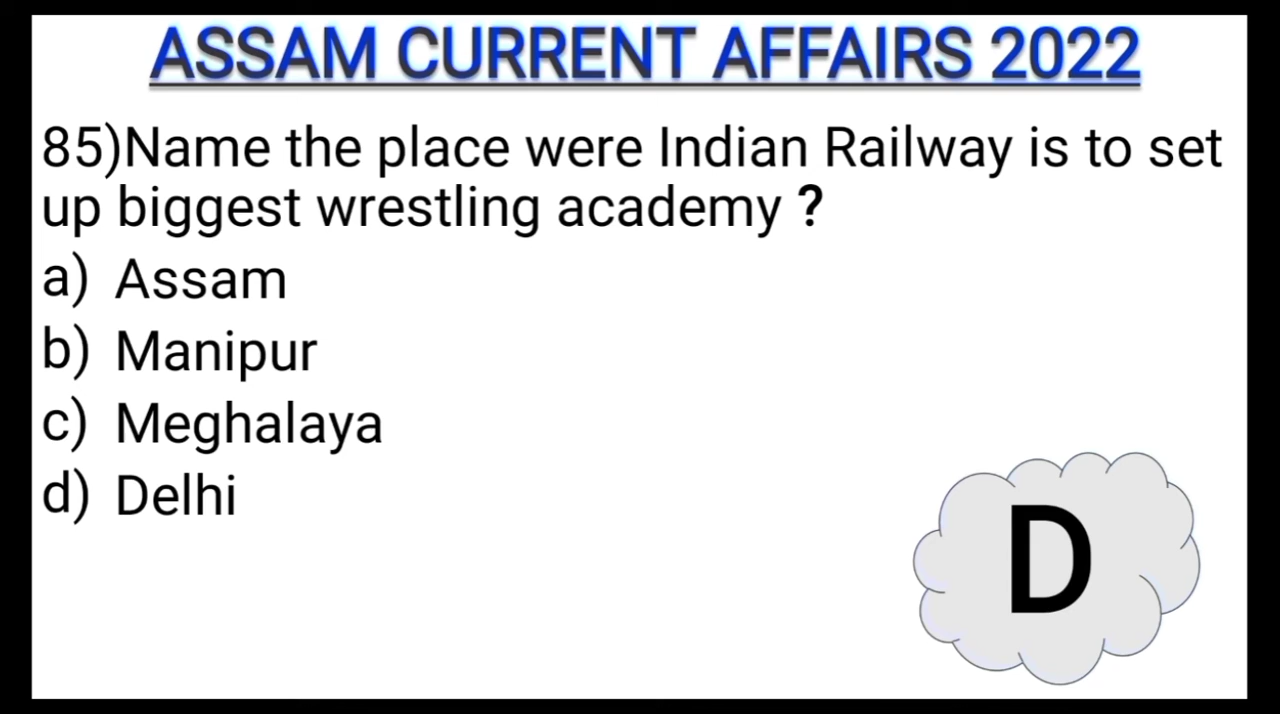 ASSAM CURRENT AFFAIRS 2022
85)Name the place were Indian Railway is to set
up biggest wrestling academy ?
a) Assam
b) Manipur
c) Meghalaya
d) Delhi
D